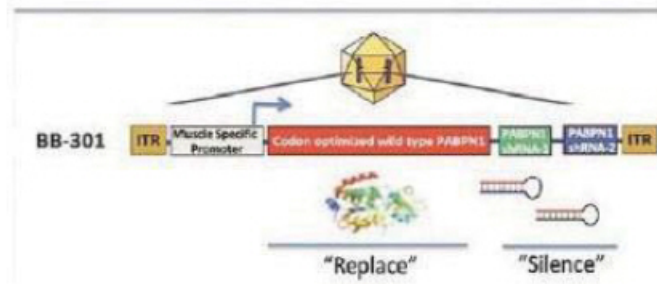 BB-301
ITR
Muscle Specific
Promoter
Codon optimized wild type PABPN1
PABPN1
shRNA-1
PABPN1
shRNA-2
ITR
"Replace"
"Silence"